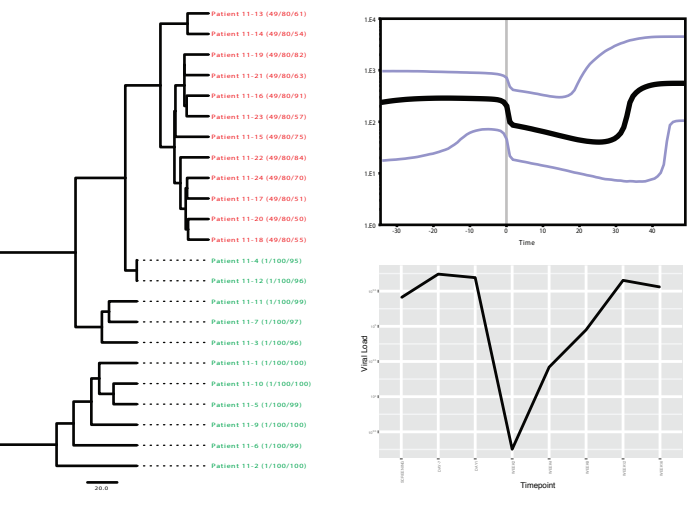 Patient 11-13 (49/80/61)
Patient 11-14 (49/80/54)
Patient 11-19 (49/80/82)
Patient 11-21 (49/80/63)
Patient 11-16 (49/80/91)
Patient 11-23 (49/80/57)
Patient 11-15 (49/80/75)
Patient 11-22 (49/80/84)
Patient 11-24 (49/80/70)
Patient 11-17 (49/80/51)
Patient 11-20 (49/80/50)
Patient 11-18 (49/80/55)
Patient 11-4 (1/100/95)
Patient 11-12 (1/100/96)
Patient 11-11 (1/100/99)
Patient 11-7 (1/100/97)
Patient 11-3 (1/100/96)
Patient 11-1 (1/100/100)
Patient 11-10 (1/100/100)
Patient 11-5 (1/100/99)
Patient 11-9 (1/100/100)
Patient 11-6 (1/100/99)
Patient 11-2 (1/100/100)
20.0
1.E4
1.E3
1.E2
1.E1
1.E0
-30 -20 -10 0 10 20 30 40
Time
Viral Load
Timepoint